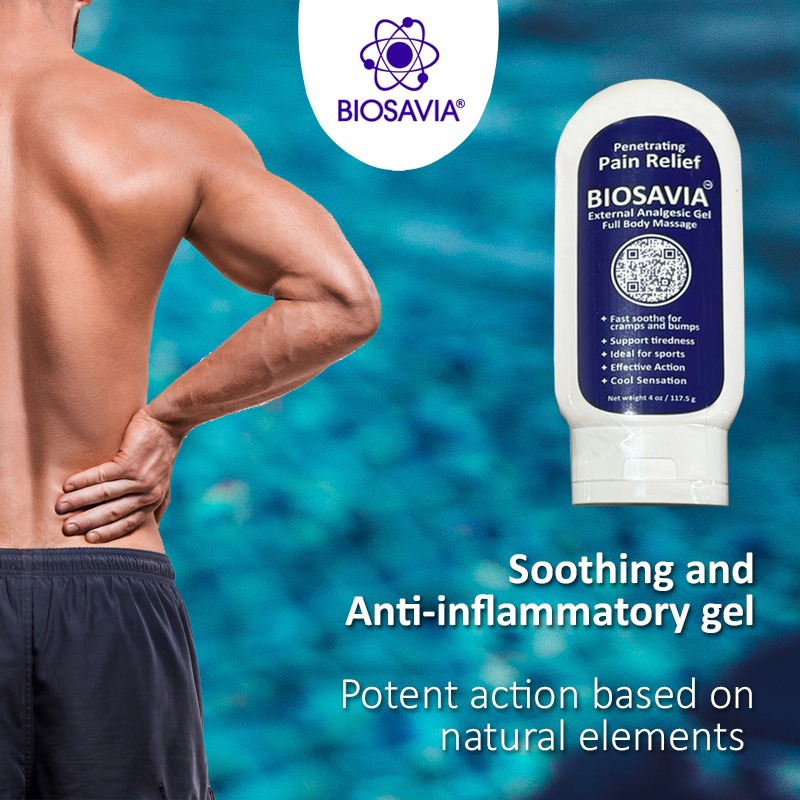 BIOSAVIA®
Penetrating
Pain Relief
BIOSAVIA™
External Analgesic Gel
Full Body Massage
+ Fast soothe for
cramps and bumps
+ Support tiredness
+ Ideal for sports
+ Effective Action
+ Cool Sensation
Net weight 4 oz / 117.5 g
Soothing and
Anti-inflammatory gel
Potent action based on
natural elements